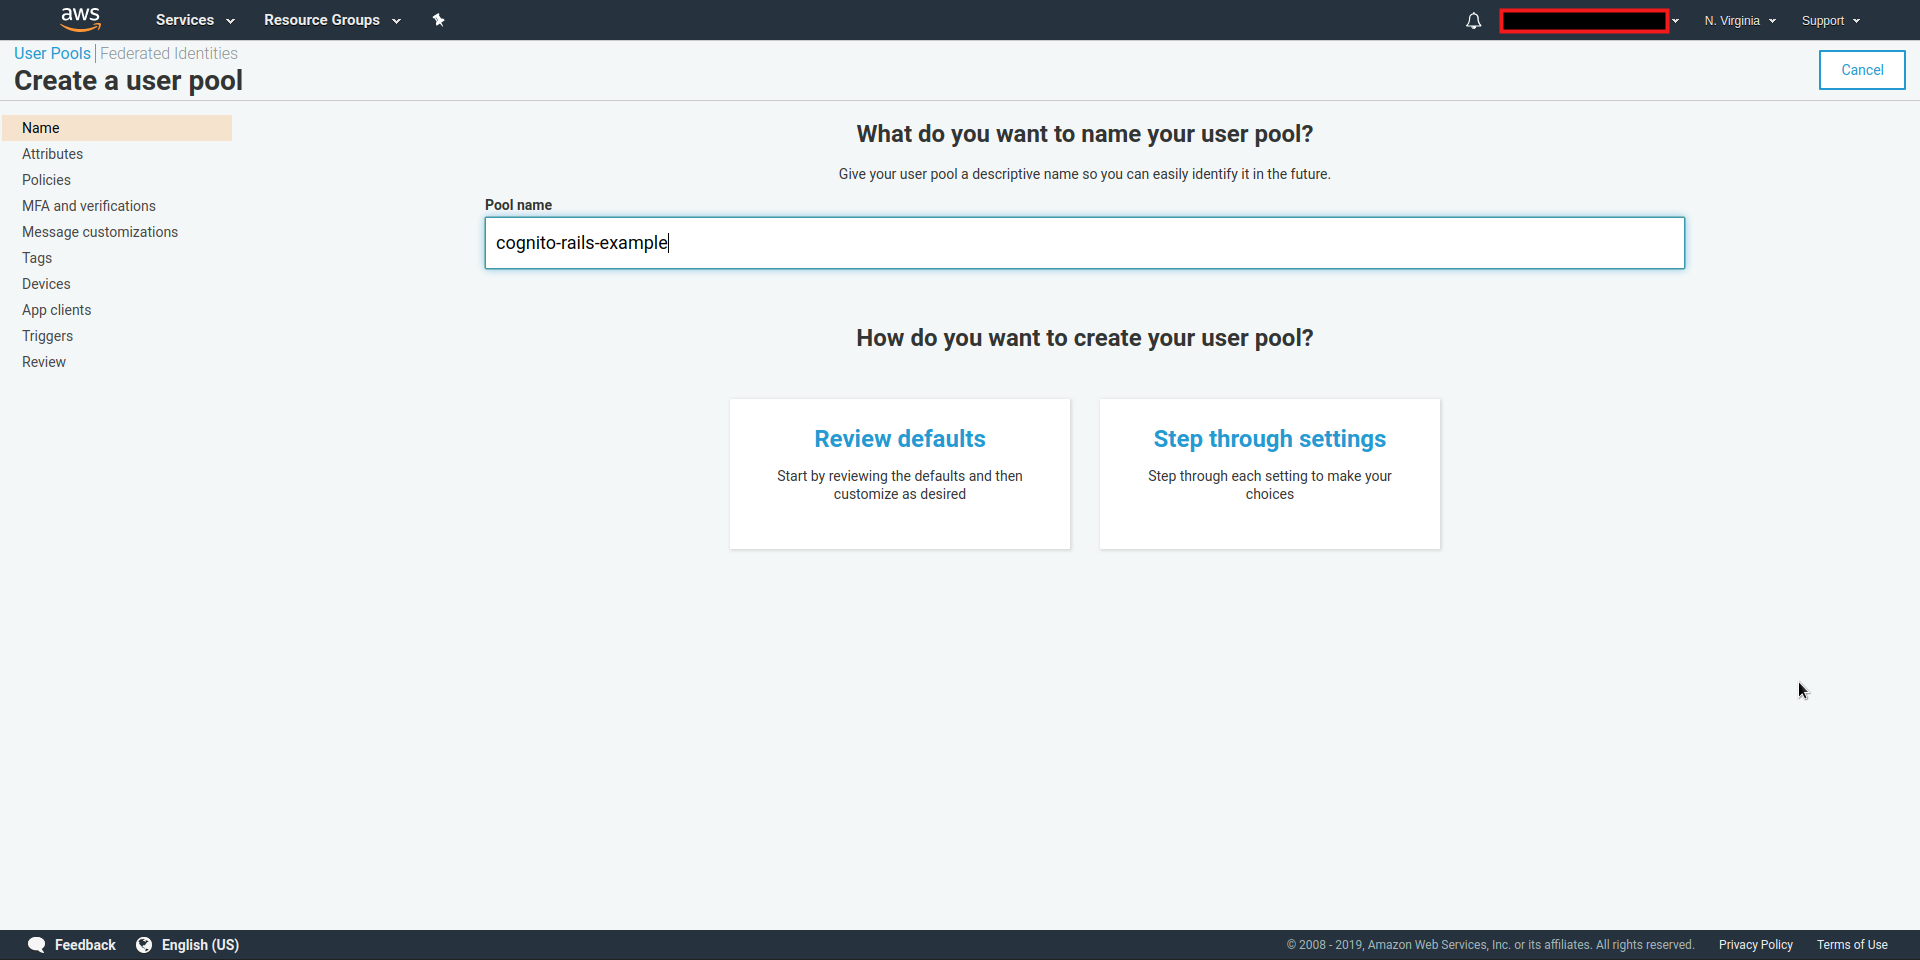 aws Services Resource Groups N. Virginia Support
User Pools Federated Identities
Create a user pool
Cancel
Name
Attributes
Policies
MFA and verifications
Message customizations
Tags
Devices
App clients
Triggers
Review
What do you want to name your user pool?
Give your user pool a descriptive name so you can easily identify it in the future.
Pool name
cognito-rails-example
How do you want to create your user pool?
Review defaults
Start by reviewing the defaults and then
customize as desired
Step through settings
Step through each setting to make your
choices
Feedback English (US) © 2008 - 2019, Amazon Web Services, Inc. or its affiliates. All rights reserved. Privacy Policy Terms of Use